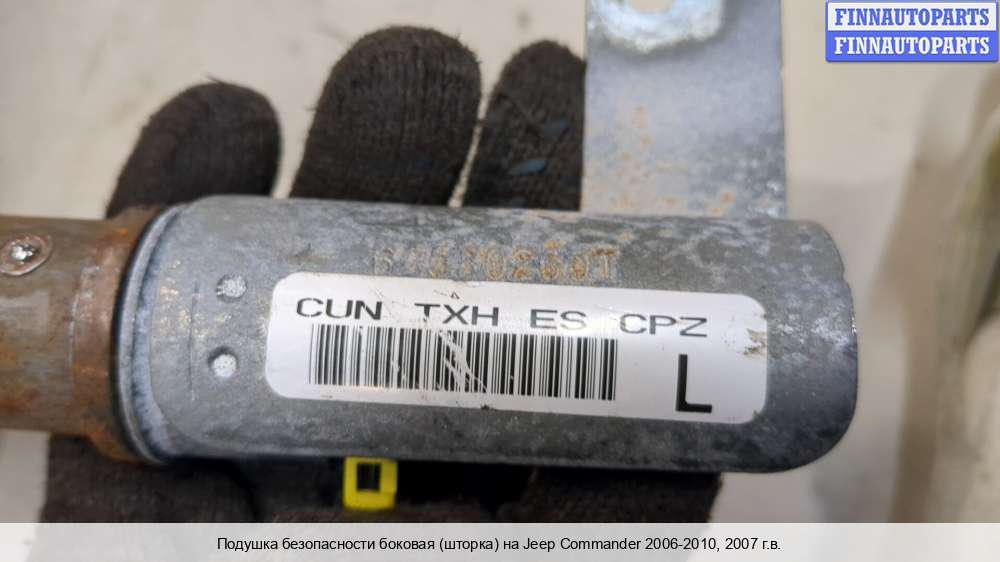 FINNAUTOPARTS
FINNAUTOPARTS
CUN TXH ES CPZ
L
Подушка безопасности боковая (шторка) на Jeep Commander 2006-2010, 2007 г.в.